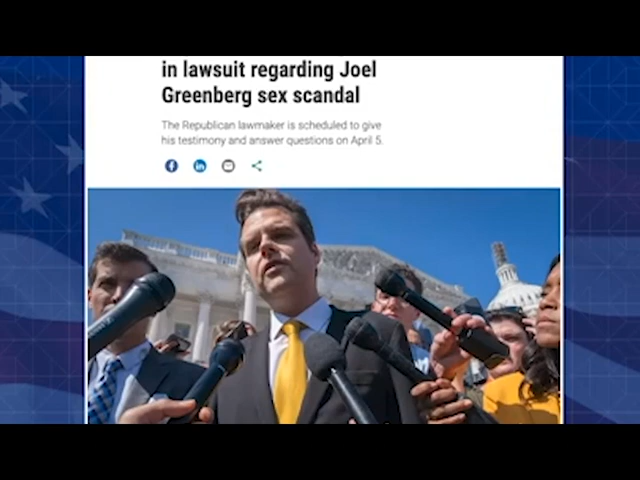 in lawsuit regarding Joel
Greenberg sex scandal
The Republican lawmaker is scheduled to give
his testimony and answer questions on April 5.